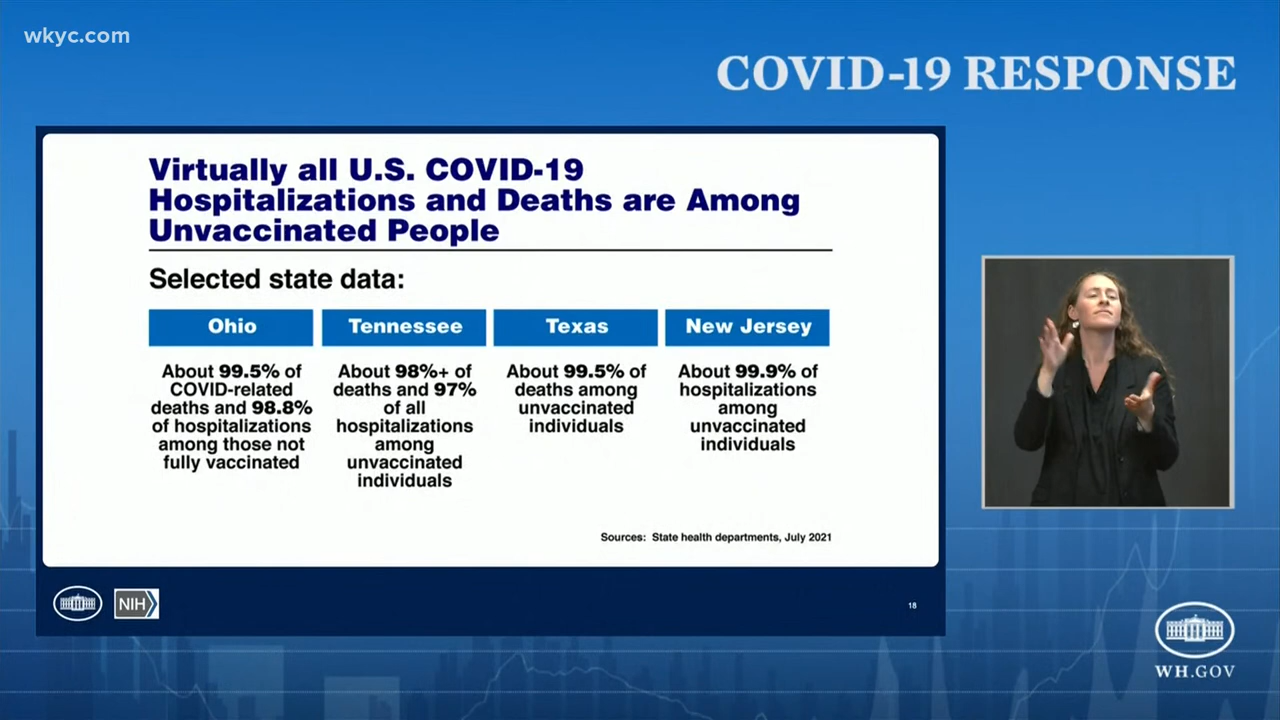 wkyc.com
COVID-19 RESPONSE
Virtually all U.S. COVID-19
Hospitalizations and Deaths are Among
Unvaccinated People
Selected state data:
Ohio
About 99.5% of
COVID-related
deaths and 98.8%
of hospitalizations
among those not
fully vaccinated
Tennessee
About 98%+ of
deaths and 97%
of all
hospitalizations
among
unvaccinated
individuals
Texas
About 99.5% of
deaths among
unvaccinated
individuals
New Jersey
About 99.9% of
hospitalizations
among
unvaccinated
individuals
Sources: State health departments, July 2021
NIH
18
WH.GOV